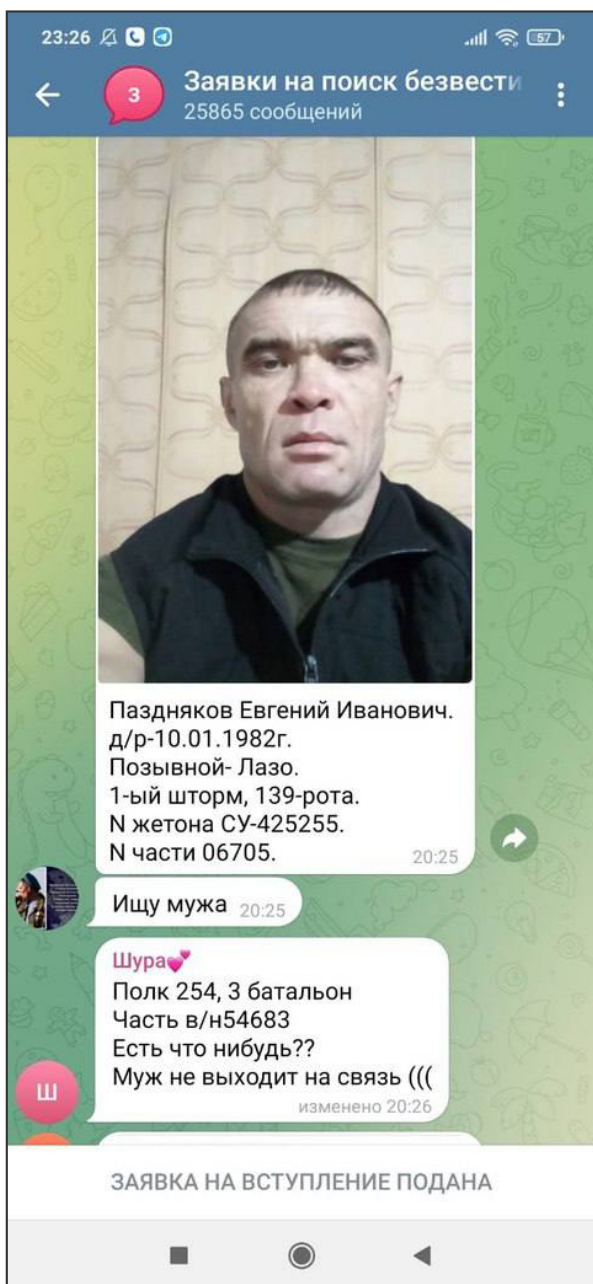 23:26
57
3
Заявки на поиск безвести
25865 сообщений
Паздняков Евгений Иванович.
д/р-10.01.1982г.
Позывной- Лазо.
1-ый шторм, 139-рота.
N жетона СУ-425255.
N части 06705.
20:25
Ищу мужа 20:25
Шура
Полк 254, 3 батальон
Часть в/н54683
Есть что нибудь??
Муж не выходит на связь (((
Ш
изменено 20:26
ЗАЯВКА НА ВСТУПЛЕНИЕ ПОДАНА